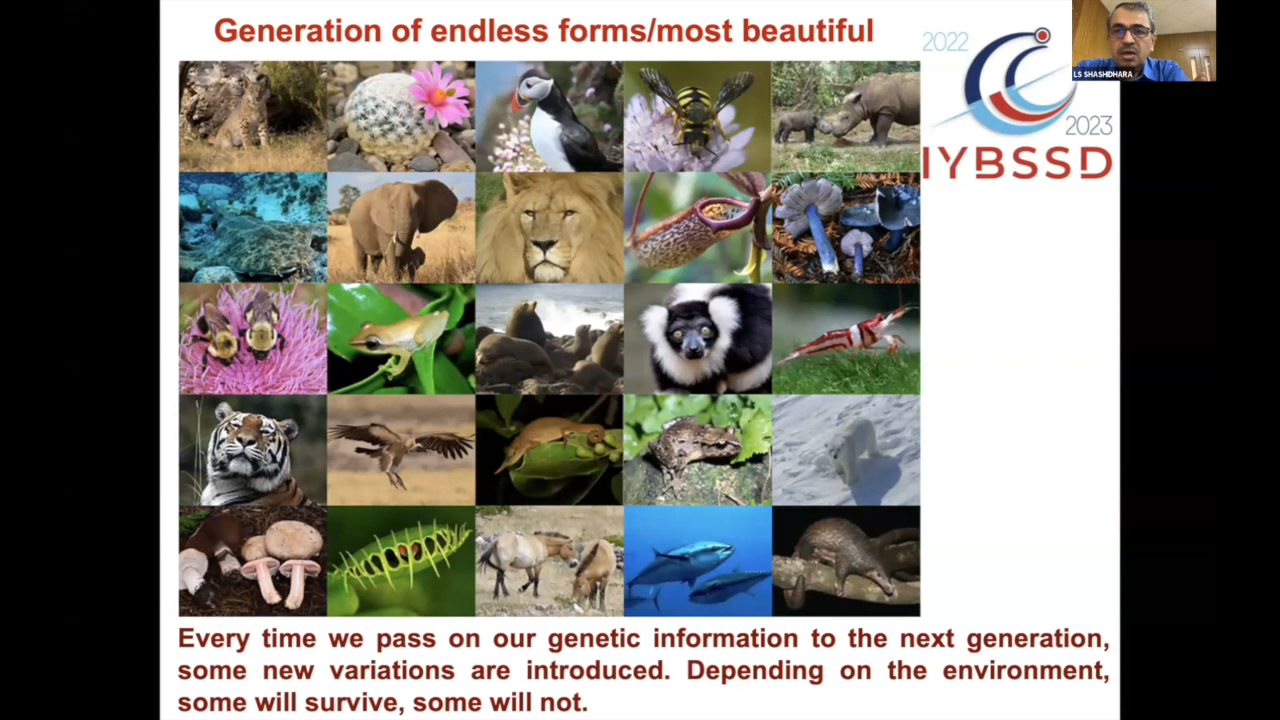 Generation of endless forms/most beautiful
2022
LS SHASHIDHARA
2023
IYBSSD
Every time we pass on our genetic information to the next generation,
some new variations are introduced. Depending on the environment,
some will survive, some will not.